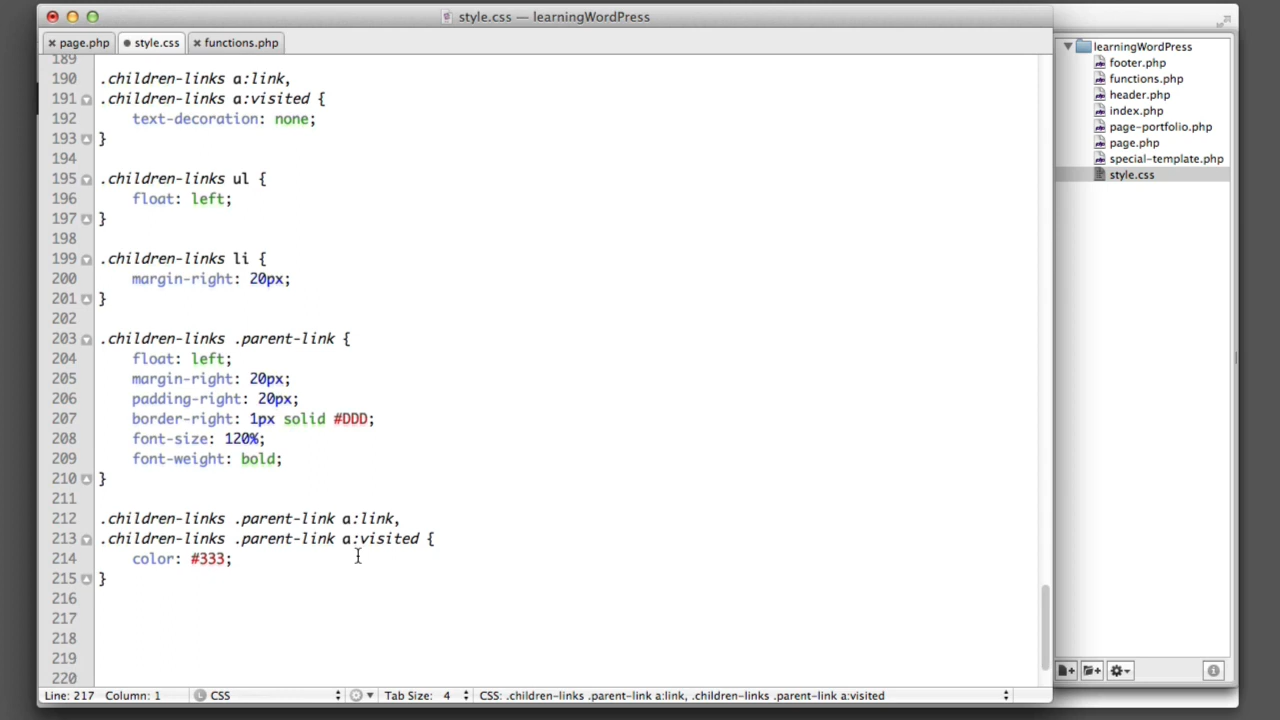 style.css — learningWordPress
page.php
style.css
functions.php
189
190 .children-links a:link,
191 .children-links a:visited {
192 text-decoration: none;
193 }
194
195 .children-links ul {
196 float: left;
197 }
198
199 .children-links li {
200 margin-right: 20px;
201 }
202
203 .children-links .parent-link {
204 float: left;
205 margin-right: 20px;
206 padding-right: 20px;
207 border-right: 1px solid #DDD;
208 font-size: 120%;
209 font-weight: bold;
210 }
211
212 .children-links .parent-link a:link,
213 .children-links .parent-link a:visited {
214 color: #333;
215 }
216
217
218
219
220
Line: 217 Column: 1 CSS Tab Size: 4 CSS: .children-links .parent-link a:link, .children-links .parent-link a:visited
learningWordPress
footer.php
functions.php
header.php
index.php
page-portfolio.php
page.php
special-template.php
style.css